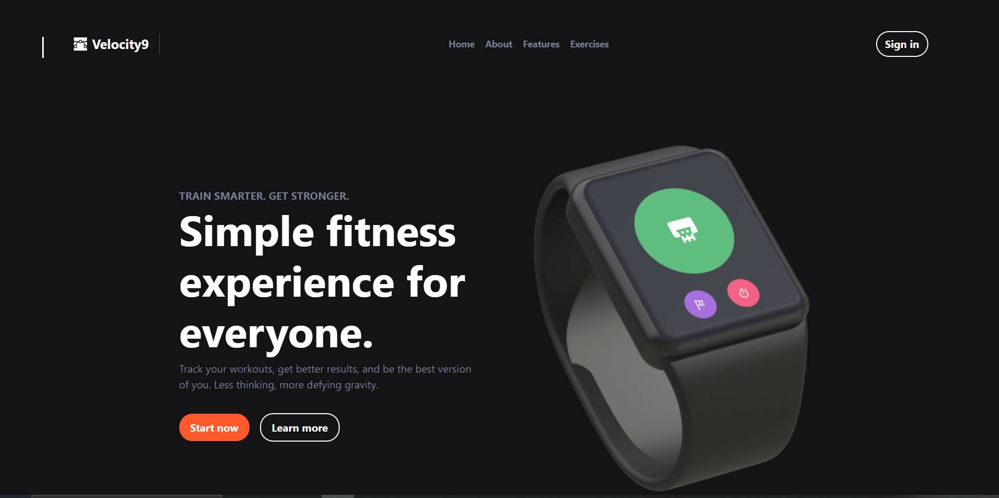 Velocity9
Home About Features Exercises
Sign in
TRAIN SMARTER. GET STRONGER.
Simple fitness
experience for
everyone.
Track your workouts, get better results, and be the best version
of you. Less thinking, more defying gravity.
Start now
Learn more